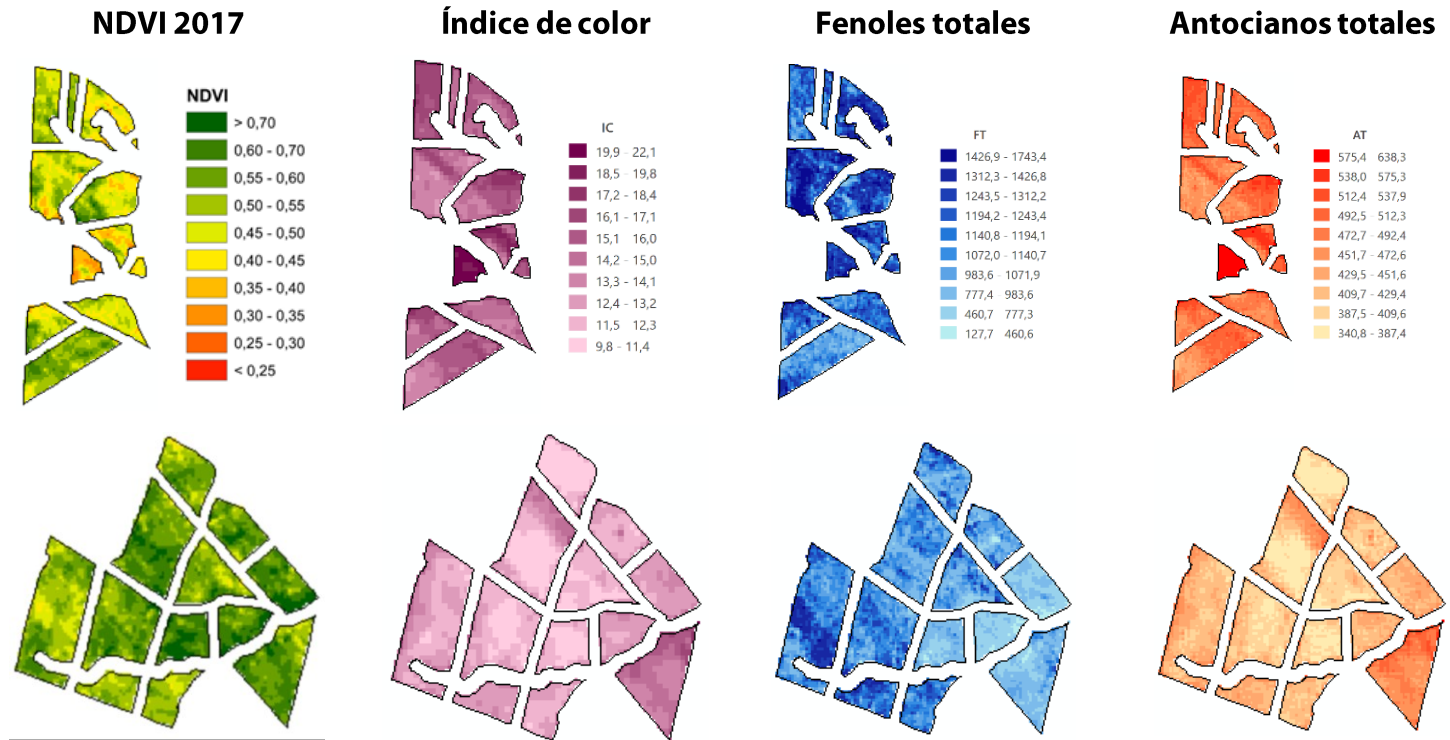 NDVI 2017
Índice de color
Fenoles totales
Antocianos totales
NDVI
> 0,70
0,60 - 0,70
0,55 - 0,60
0,50 - 0,55
0,45 - 0,50
0,40 - 0,45
0,35 - 0,40
0,30 - 0,35
0,25 - 0,30
< 0,25
IC
19,9 - 22,1
18,5 - 19,8
17,2 - 18,4
16,1 - 17,1
15,1 16,0
14,2 - 15,0
13,3 - 14,1
12,4 - 13,2
11,5 12,3
9,8 - 11,4
FT
1426,9 - 1743,4
1312,3 - 1426,8
1243,5 - 1312,2
1194,2 - 1243,4
1140,8 - 1194,1
1072,0 - 1140,7
983,6 - 1071,9
777,4 983,6
460,7 777,3
127,7 460,6
AT
575,4 638,3
538,0 575,3
512,4 - 537,9
492,5 - 512,3
472,7 - 492,4
451,7 - 472,6
429,5 - 451,6
409,7 - 429,4
387,5 - 409,6
340,8 - 387,4